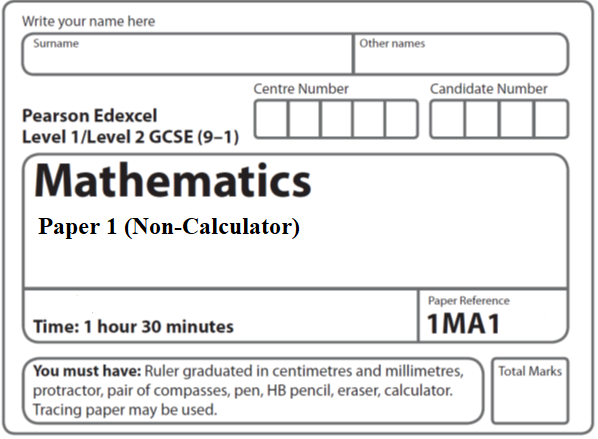 Write your name here
Surname
Other names
Centre Number
Candidate Number
Pearson Edexcel
Level 1/Level 2 GCSE (9–1)
Mathematics
Paper 1 (Non-Calculator)
Time: 1 hour 30 minutes
Paper Reference
1MA1
You must have: Ruler graduated in centimetres and millimetres,
protractor, pair of compasses, pen, HB pencil, eraser, calculator.
Tracing paper may be used.
Total Marks